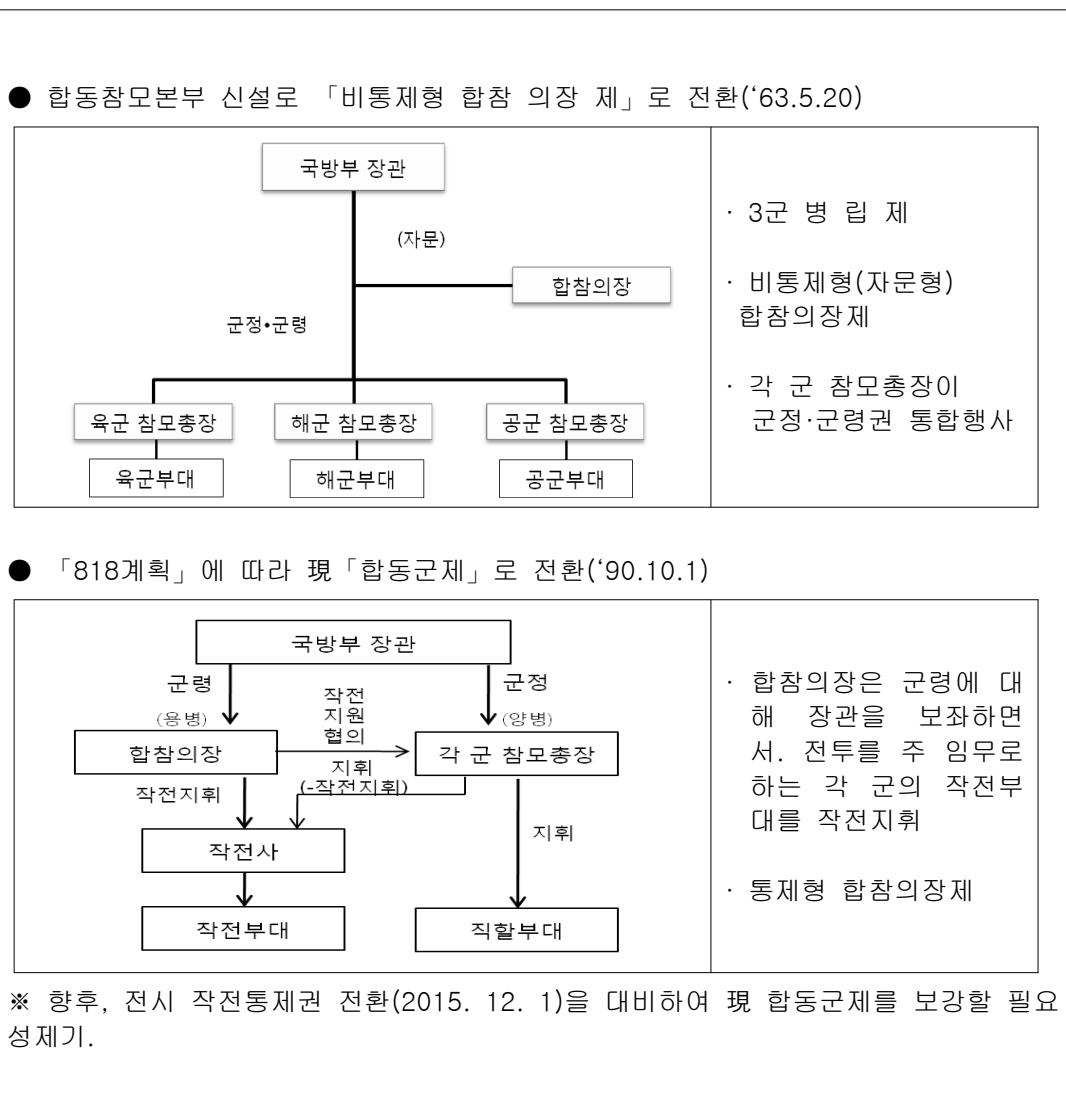 ● 합동참모본부 신설로 「비통제형 합참 의장 제」로 전환(‘63.5.20)
국방부 장관
(자문)
합참의장
군정•군령
육군 참모총장
해군 참모총장
공군 참모총장
육군부대
해군부대
공군부대
· 3군 병 립 제
· 비통제형(자문형)
합참의장제
· 각 군 참모총장이
군정·군령권 통합행사
● 「818계획」에 따라 現「합동군제」로 전환(‘90.10.1)
국방부 장관
군령
군정
(용병)
작전
지원
협의
(양병)
합참의장
각 군 참모총장
작전지휘
지휘
(-작전지휘)
지휘
작전사
작전부대
직할부대
· 합참의장은 군령에 대
해 장관을 보좌하면
서. 전투를 주 임무로
하는 각 군의 작전부
대를 작전지휘
· 통제형 합참의장제
※ 향후, 전시 작전통제권 전환(2015. 12. 1)을 대비하여 現 합동군제를 보강할 필요
성제기.